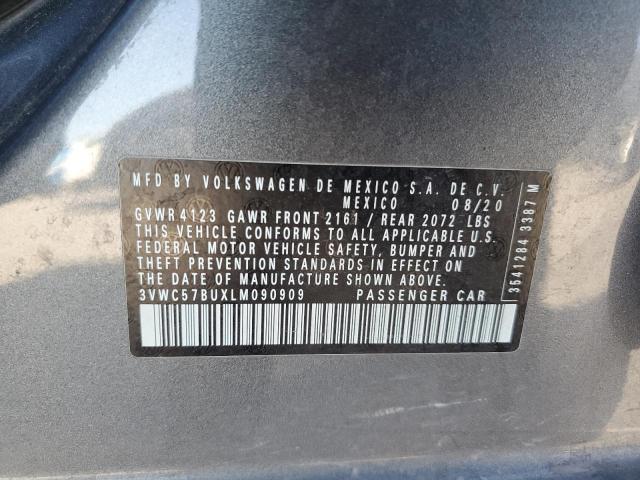 MFD BY VOLKSWAGEN DE MEXICO S.A. DE C.V.
MEXICO 08/20
GVWR 4123 GAWR FRONT 2161 / REAR 2072 LBS
THIS VEHICLE CONFORMS TO ALL APPLICABLE U.S.
FEDERAL MOTOR VEHICLE SAFETY, BUMPER AND
THEFT PREVENTION STANDARDS IN EFFECT ON
THE DATE OF MANUFACTURE SHOWN ABOVE.
3VWC57BUXLM090909 PASSENGER CAR
3541284 3387 M